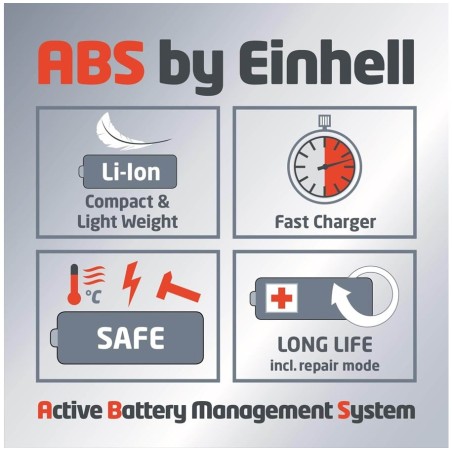 ABS by Einhell
Li-Ion
Compact &
Light Weight
Fast Charger
°C
SAFE
LONG LIFE
incl. repair mode
Active Battery Management System